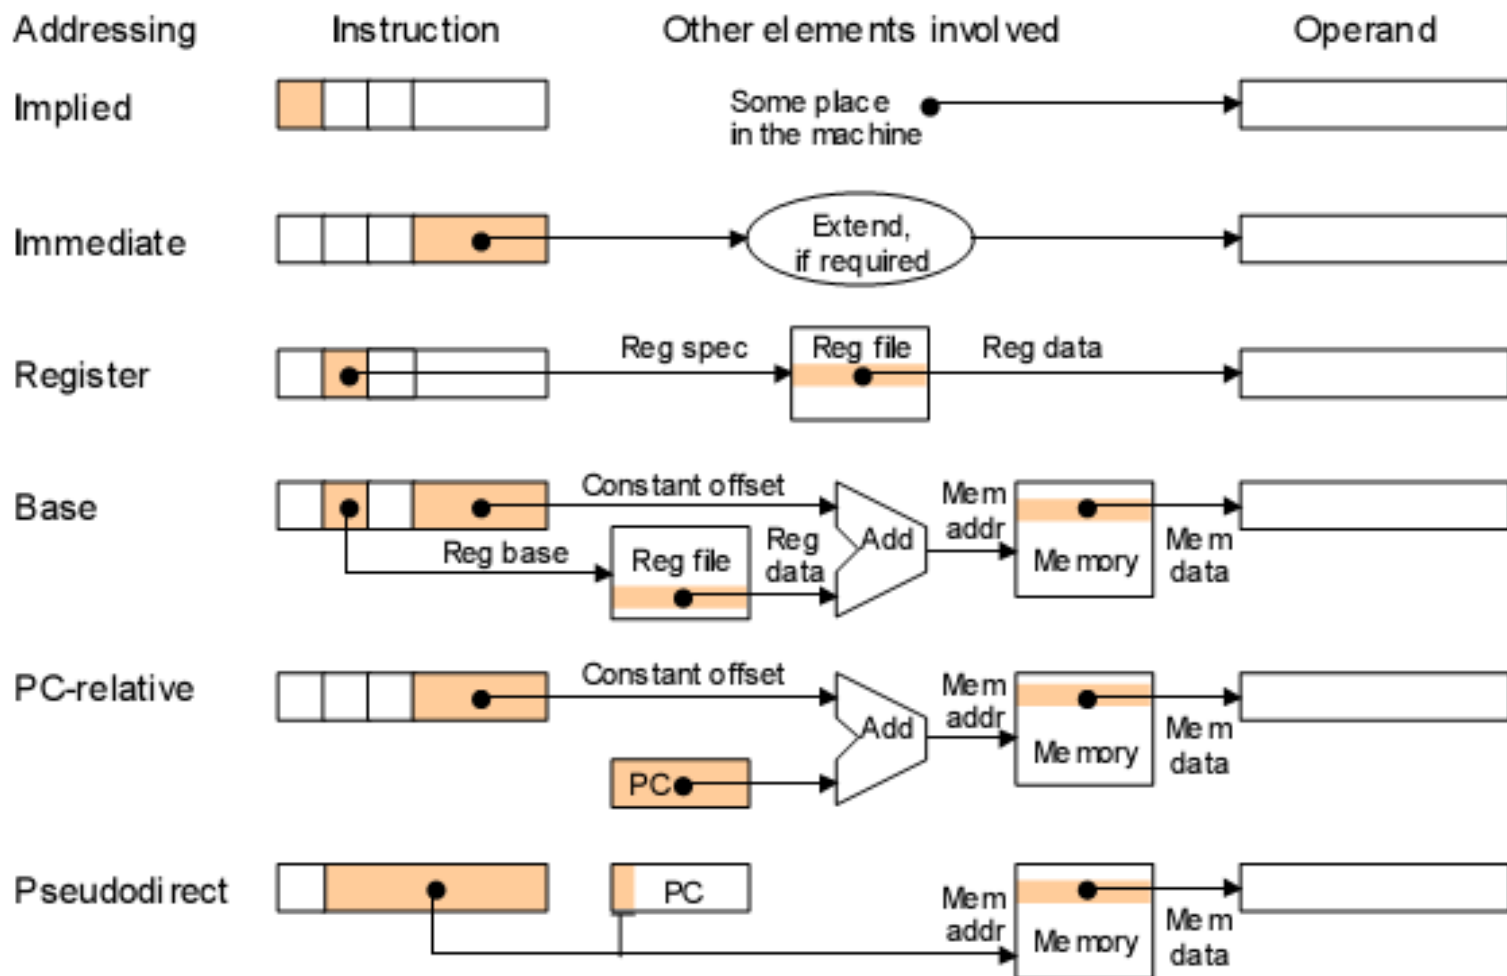 Addressing Instruction Other elements involved Operand
Implied
Some place
in the machine
Immediate
Extend,
if required
Register
Reg spec
Reg file
Reg data
Base
Constant offset
Reg base
Reg file
Reg
data
Add
Mem
addr
Memory
Mem
data
PC-relative
Constant offset
PC
Add
Mem
addr
Memory
Mem
data
Pseudodirect
PC
Mem
addr
Memory
Mem
data